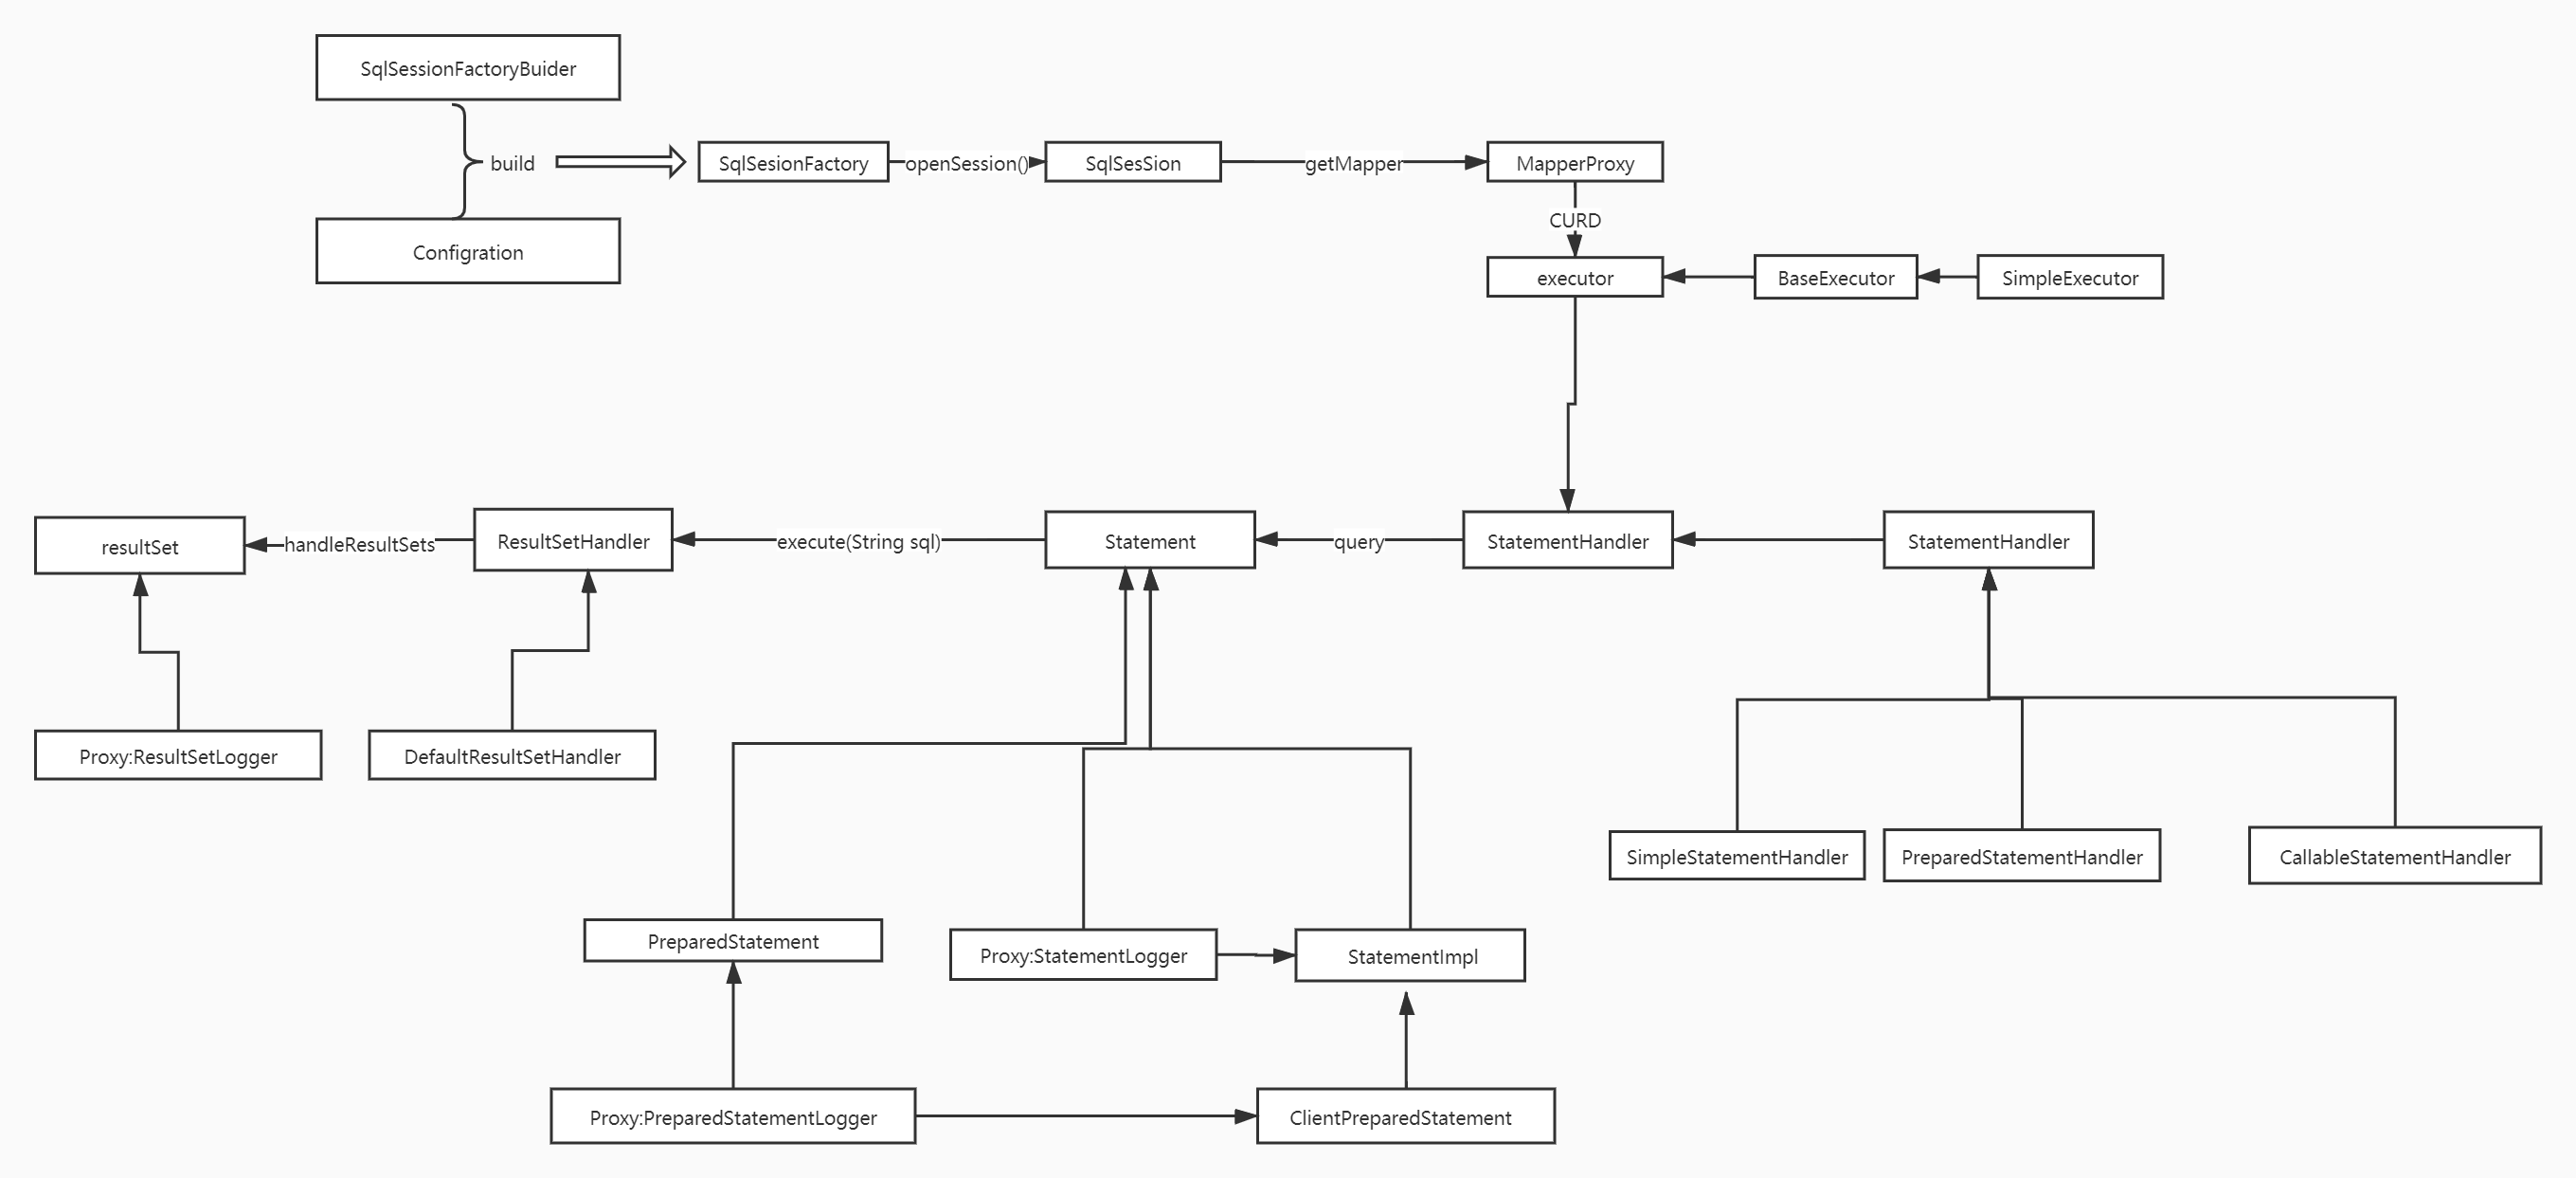 SqlSessionFactoryBuider
build
SqlSesionFactory
openSession()
SqlSesSion
getMapper
MapperProxy
CURD
Configration
executor
BaseExecutor
SimpleExecutor
resultSet
handleResultSets
ResultSetHandler
execute(String sql)
Statement
query
StatementHandler
StatementHandler
Proxy:ResultSetLogger
DefaultResultSetHandler
SimpleStatementHandler
PreparedStatementHandler
CallableStatementHandler
PreparedStatement
Proxy:StatementLogger
StatementImpl
Proxy:PreparedStatementLogger
ClientPreparedStatement